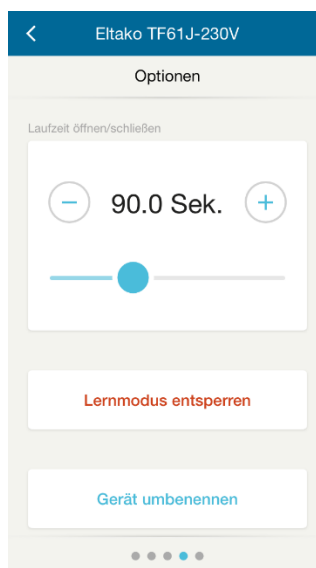 Eltako TF61J-230V
Optionen
Laufzeit öffnen/schließen
90.0 Sek.
Lernmodus entsperren
Gerät umbenennen